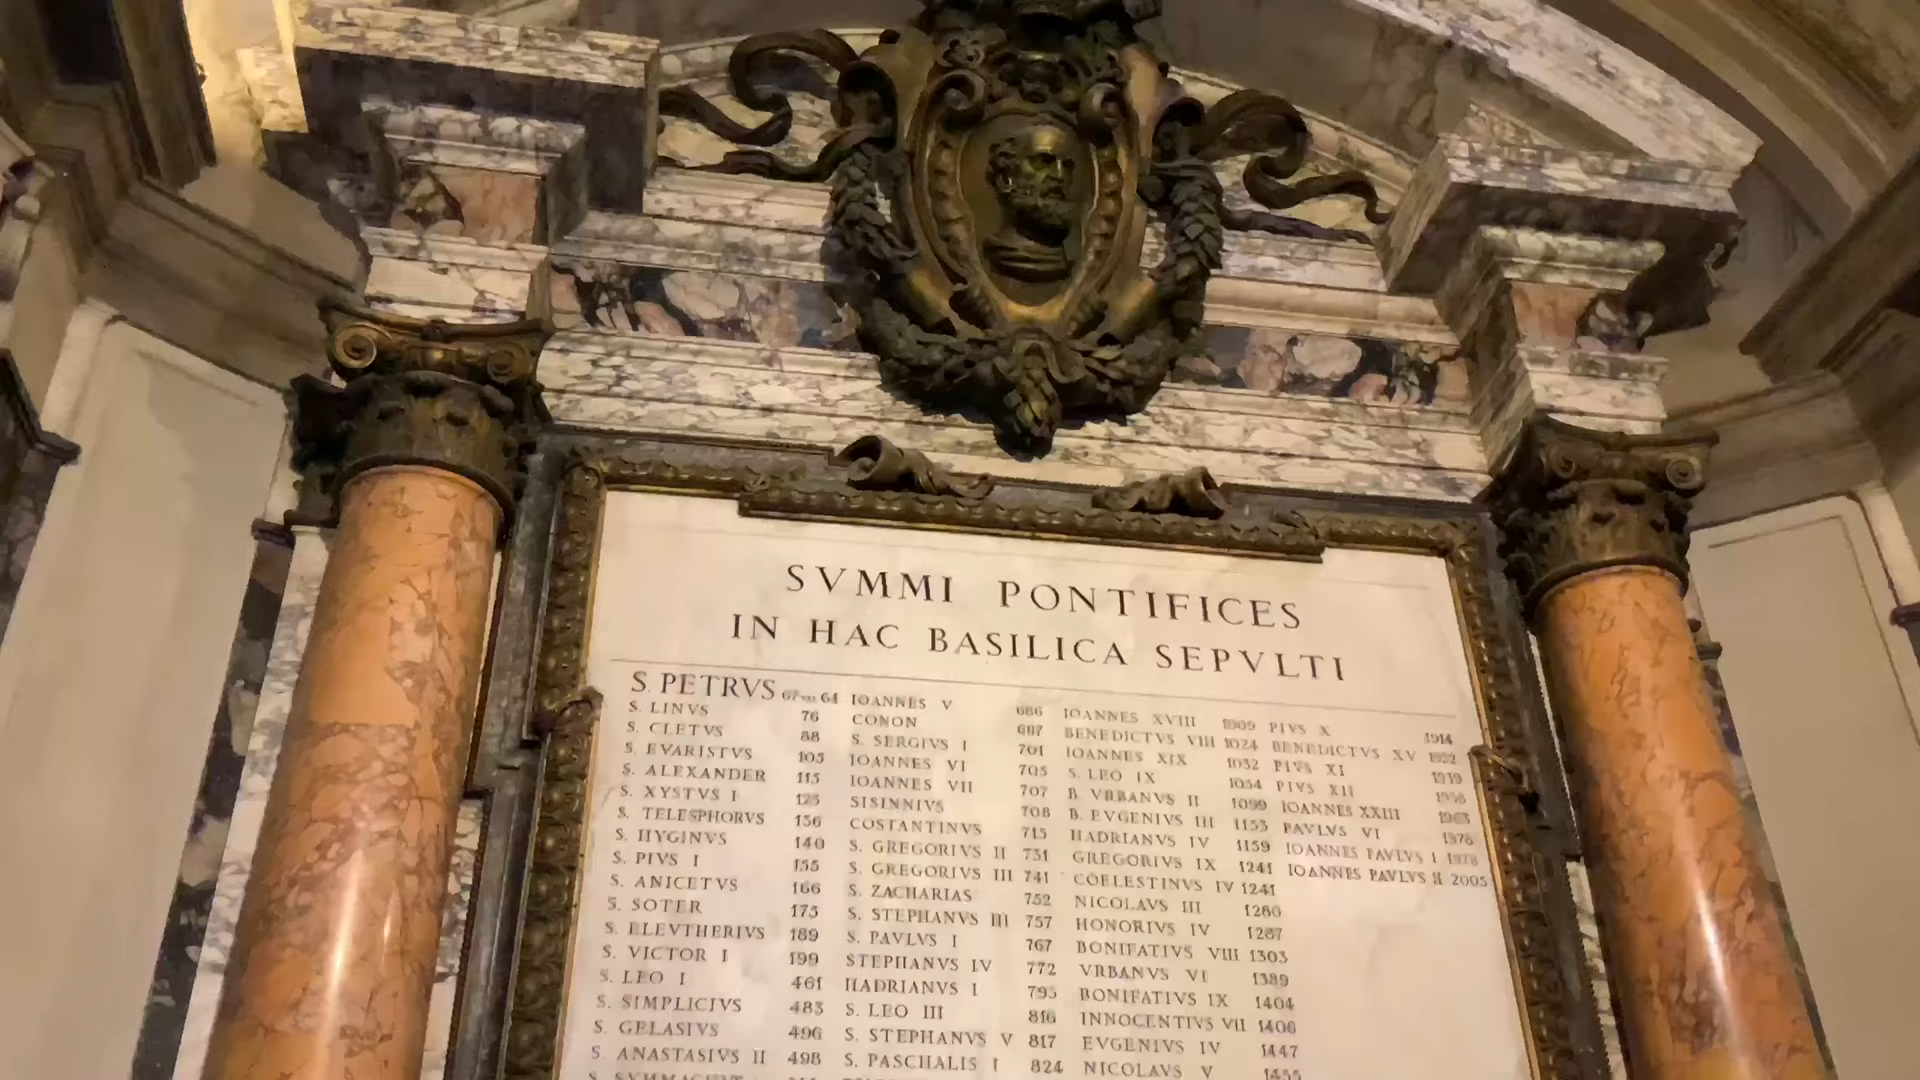 SVMMI PONTIFICES
IN HAC BASILICA SEPVLTI
S. PETRVS 67 64
S. LINVS 76
S. CLETVS 88
S. EVARISTVS 105
S. ALEXANDER 115
S. XYSTVS I 125
S. TELESPHORVS 136
S. HYGINVS 140
S. PIVS I 155
S. ANICETVS 166
S. SOTER 175
S. ELEVTHERIVS 189
S. VICTOR I 199
S. LEO I 461
S. SIMPLICIVS 483
S. GELASIVS 496
S. ANASTASIVS II 498
IOANNES V 686
CONON 687
S. SERGIVS I 701
IOANNES VI 705
IOANNES VII 707
SISINNIVS 708
COSTANTINVS 715
S. GREGORIVS II 731
S. GREGORIVS III 741
S. ZACHARIAS 752
S. STEPHANVS III 757
S. PAVLVS I 767
STEPHANVS IV 772
HADRIANVS I 795
S. LEO III 816
S. STEPHANVS V 817
S. PASCHALIS I 824
IOANNES XVIII 1009
BENEDICTVS VIII 1024
IOANNES XIX 1032
S. LEO IX 1054
B. VRBANVS II 1099
B. EVGENIVS III 1153
HADRIANVS IV 1159
GREGORIVS IX 1241
COELESTINVS IV 1241
NICOLAVS III 1280
HONORIVS IV 1287
BONIFATIVS VIII 1303
VRBANVS VI 1389
BONIFATIVS IX 1404
INNOCENTIVS VII 1406
EVGENIVS IV 1447
NICOLAVS V 1455
PIVS X 1914
BENEDICTVS XV 1922
PIVS XI 1939
PIVS XII 1958
IOANNES XXIII 1963
PAVLVS VI 1978
IOANNES PAVLVS I 1978
IOANNES PAVLVS II 2005